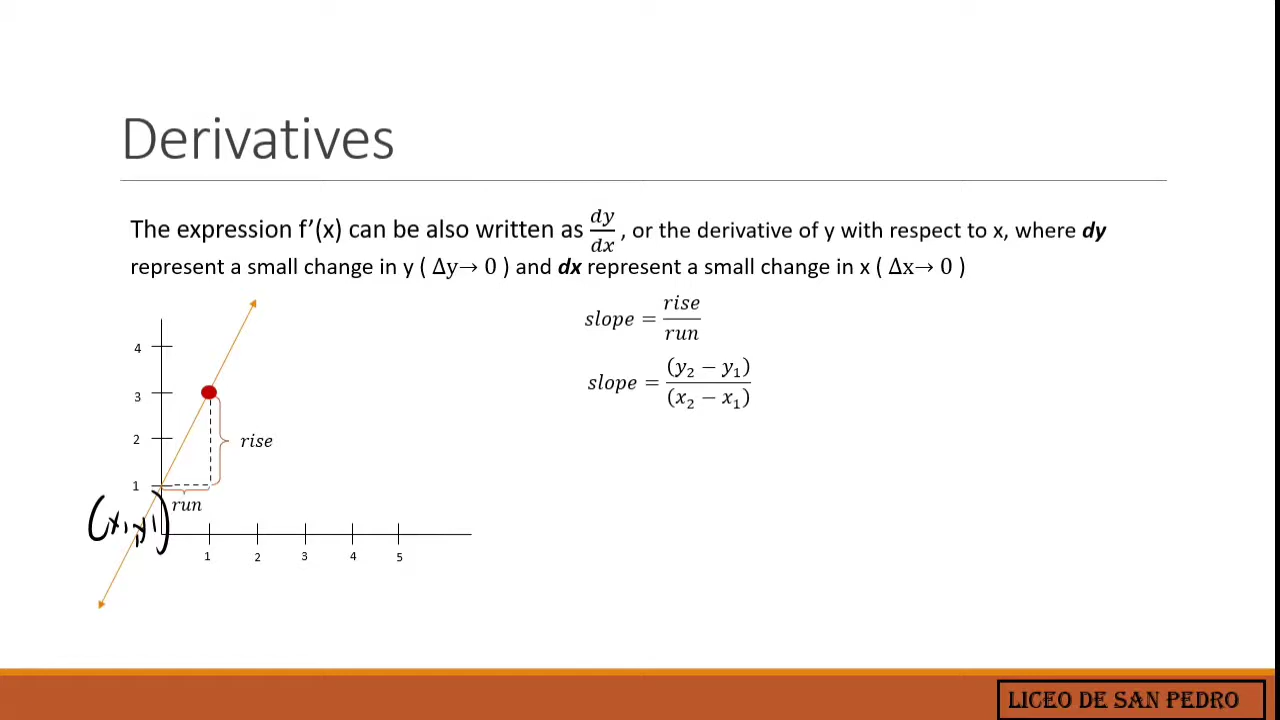 Derivatives
The expression f’(x) can be also written as dy/dx , or the derivative of y with respect to x, where dy
represent a small change in y ( Δy→ 0 ) and dx represent a small change in x ( Δx→ 0 )
slope = rise/run
slope = (y₂ − y₁)/(x₂ − x₁)
4
3
2
rise
1
run
(x1, y1)
1 2 3 4 5
LICEO DE SAN PEDRO